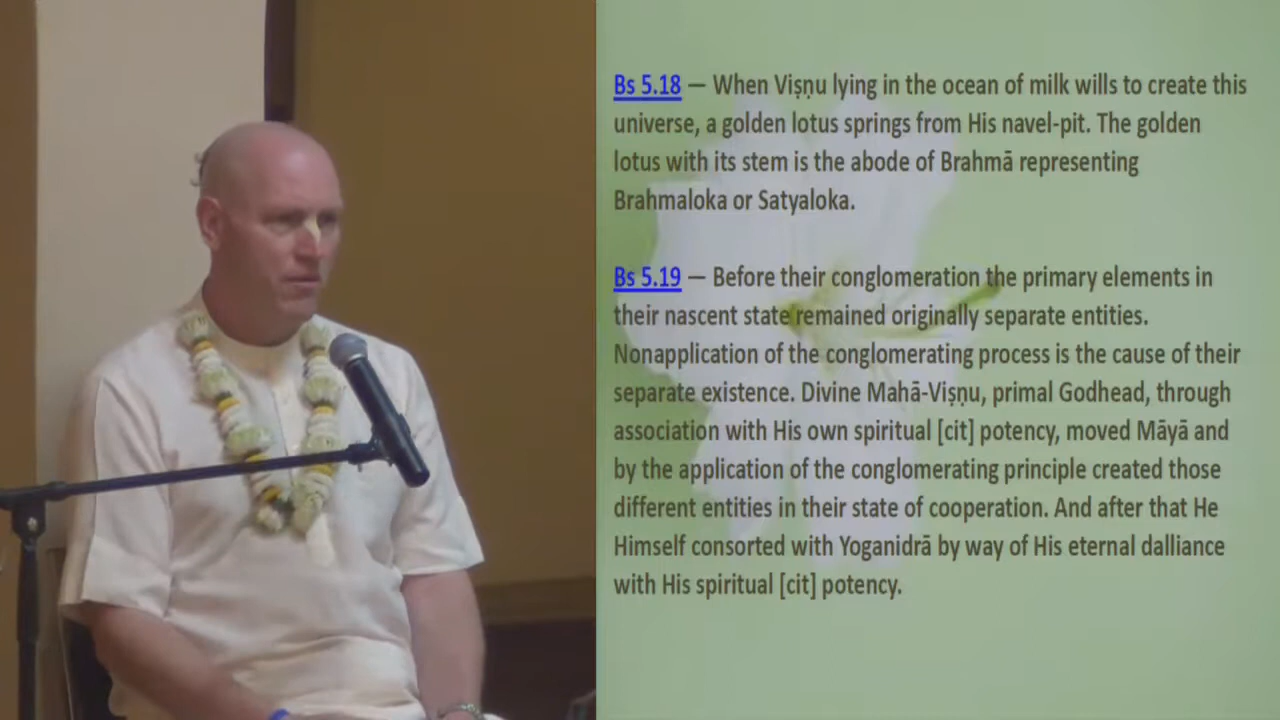 Bs 5.18 — When Viṣṇu lying in the ocean of milk wills to create this
universe, a golden lotus springs from His navel-pit. The golden
lotus with its stem is the abode of Brahmā representing
Brahmaloka or Satyaloka.
Bs 5.19 — Before their conglomeration the primary elements in
their nascent state remained originally separate entities.
Nonapplication of the conglomerating process is the cause of their
separate existence. Divine Mahā-Viṣṇu, primal Godhead, through
association with His own spiritual [cit] potency, moved Māyā and
by the application of the conglomerating principle created those
different entities in their state of cooperation. And after that He
Himself consorted with Yoganidrā by way of His eternal dalliance
with His spiritual [cit] potency.